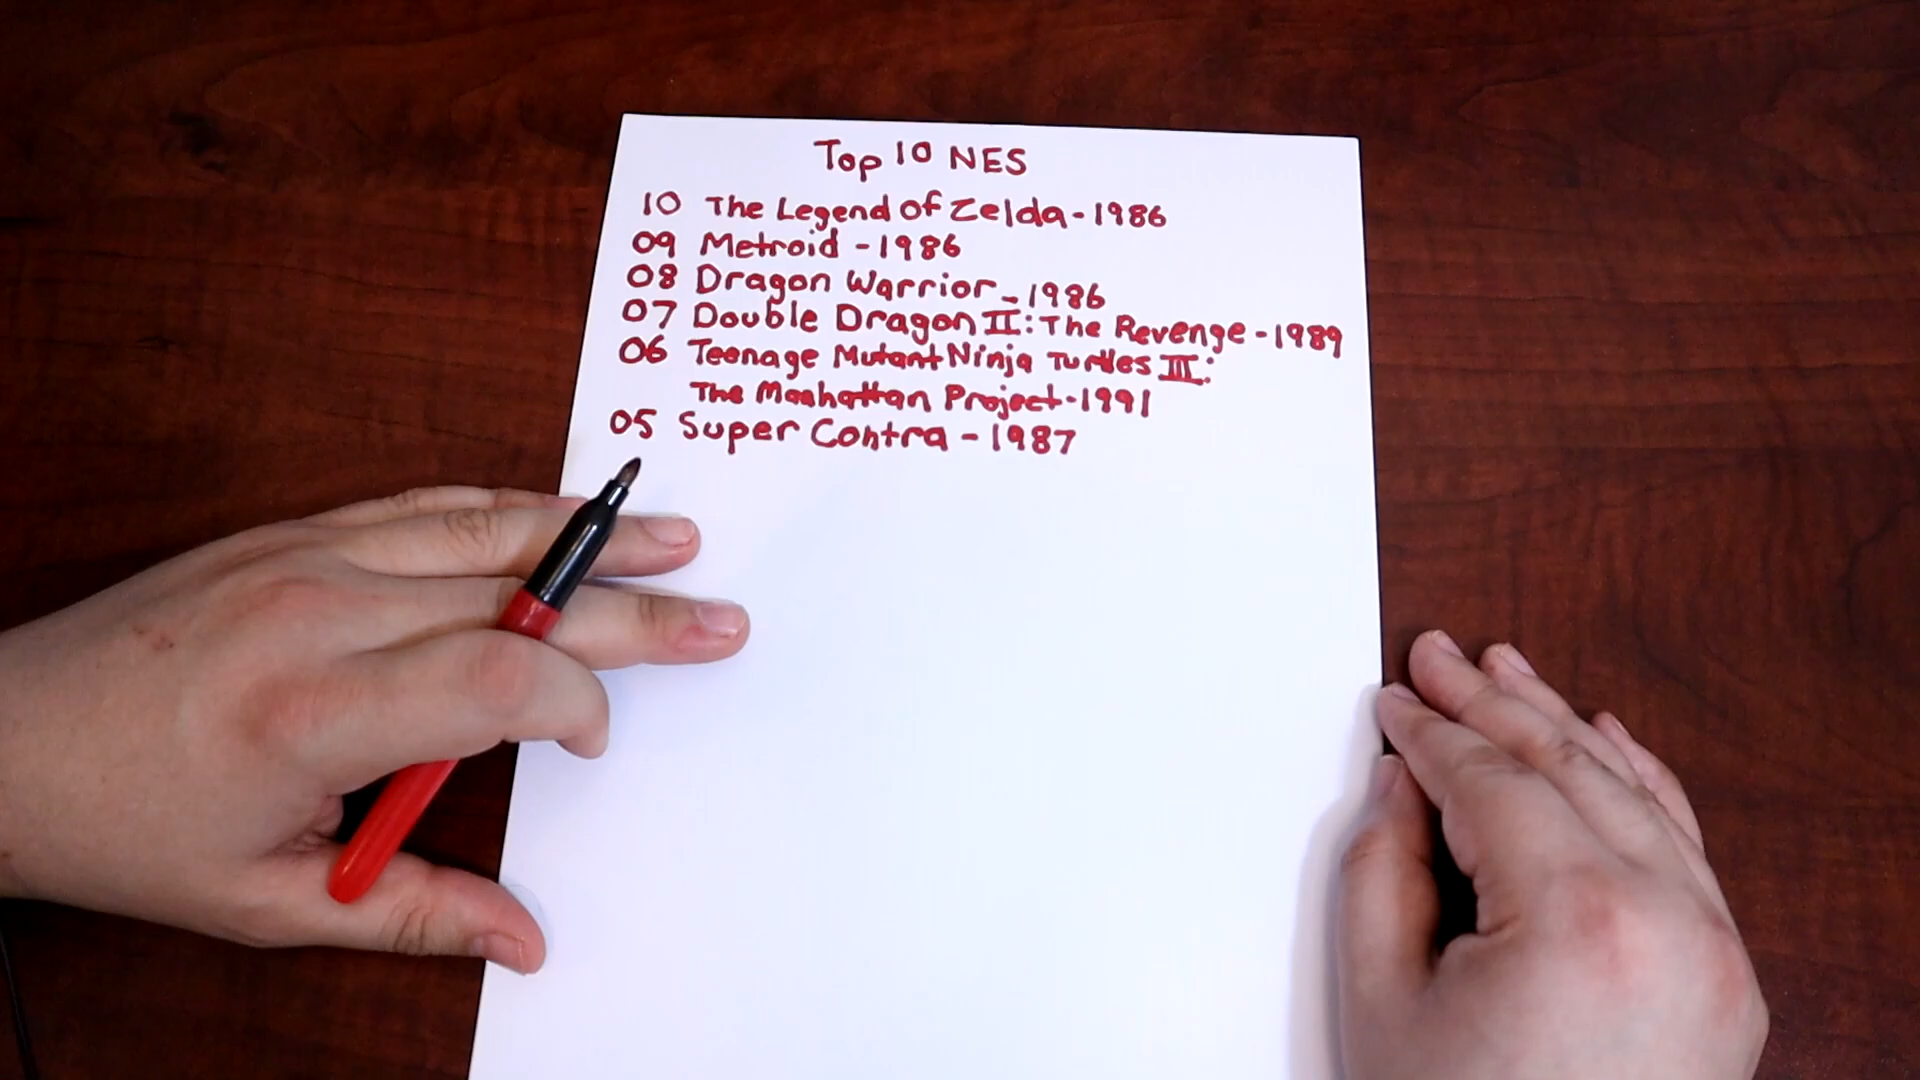 Top 10 NES
10 The Legend Of Zelda - 1986
09 Metroid - 1986
08 Dragon Warrior - 1986
07 Double Dragon II: The Revenge - 1989
06 Teenage Mutant Ninja Turtles III:
The Manhattan Project - 1991
05 Super Contra - 1987